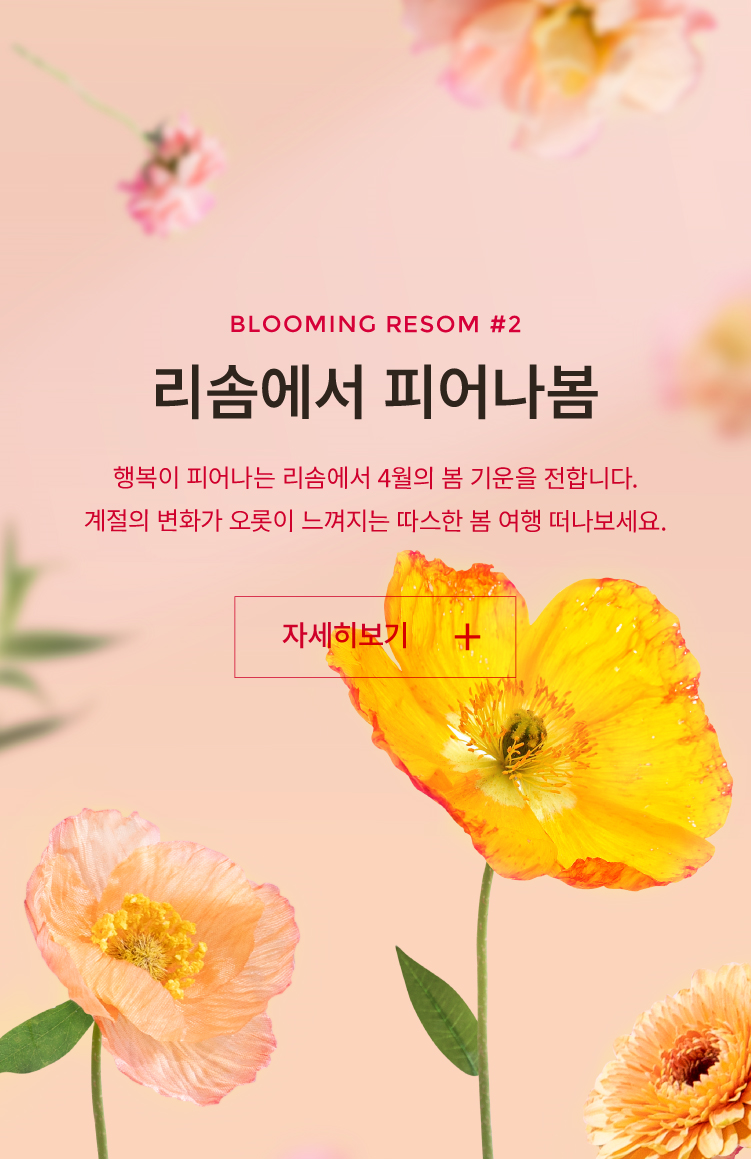 BLOOMING RESOM #2
리솜에서 피어나봄
행복이 피어나는 리솜에서 4월의 봄 기운을 전합니다.
계절의 변화가 오롯이 느껴지는 따스한 봄 여행 떠나보세요.
자세히보기 +